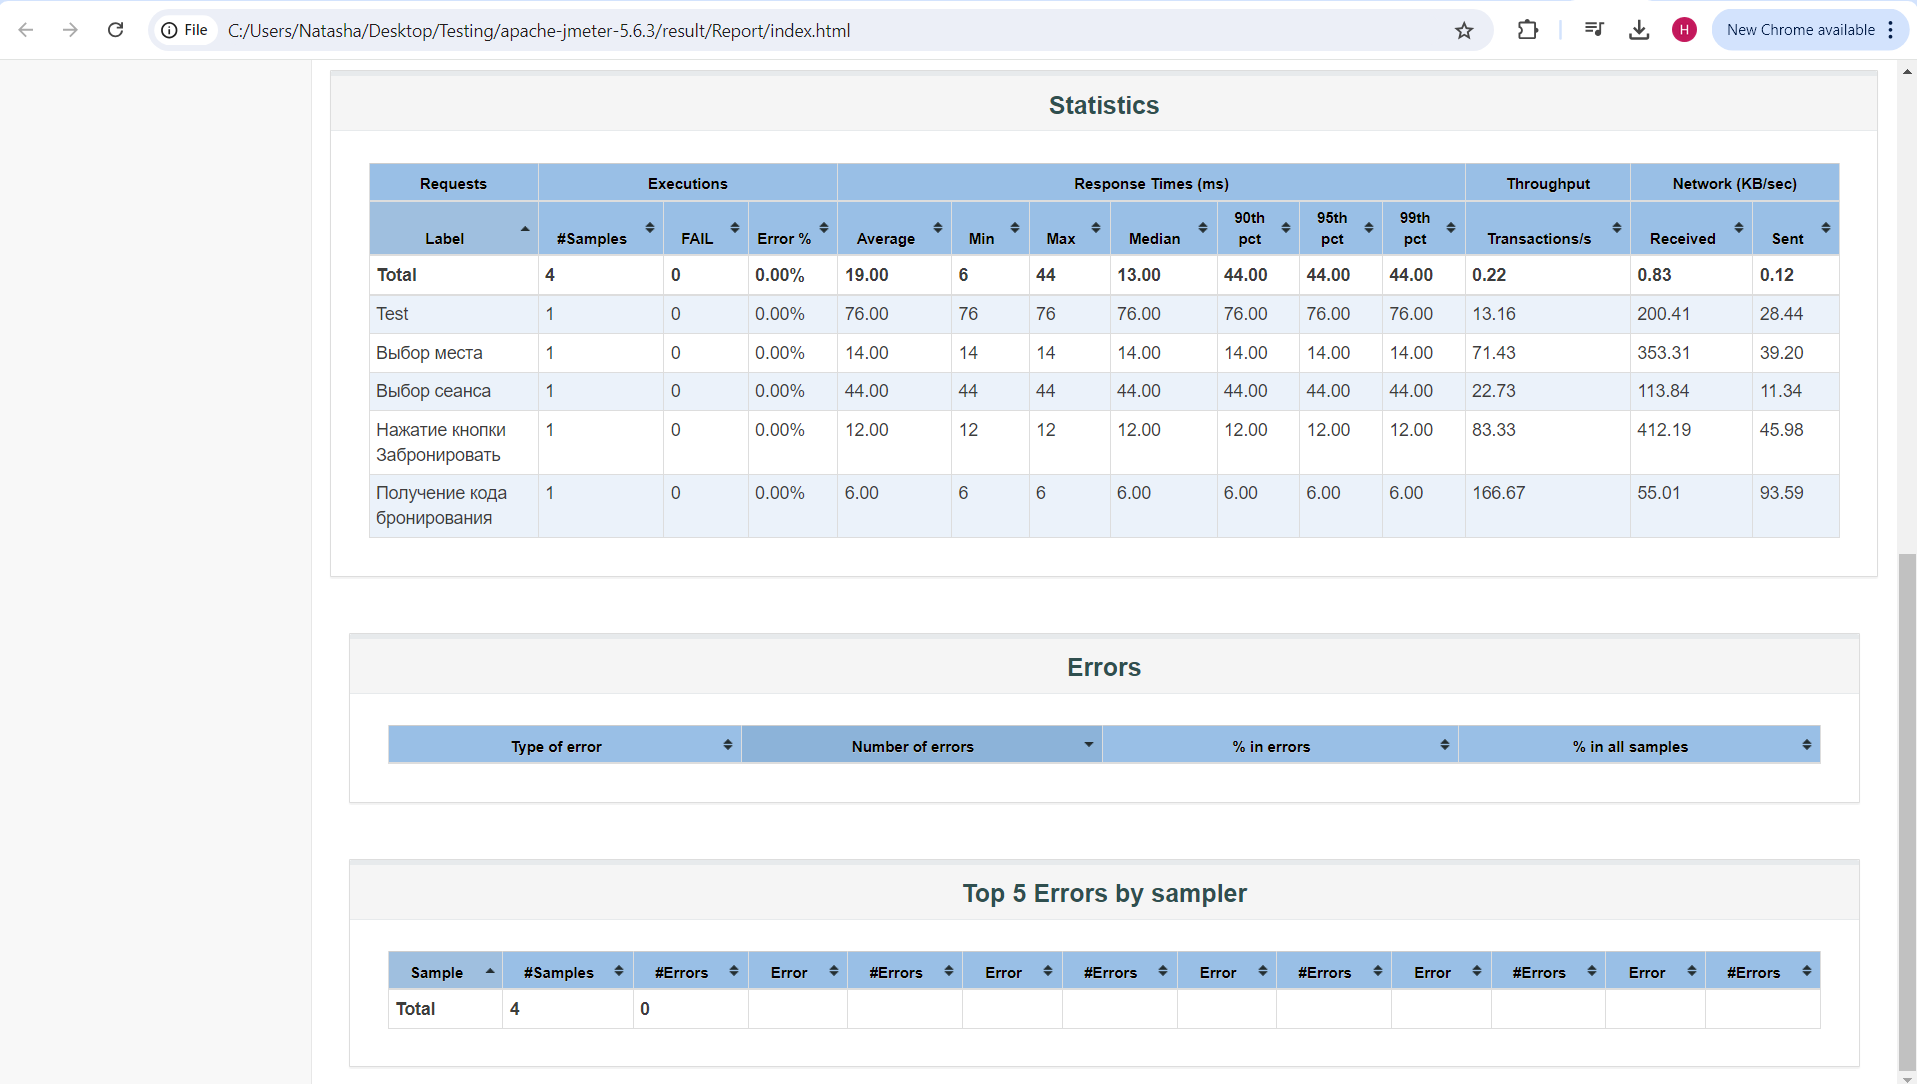 File C:/Users/Natasha/Desktop/Testing/apache-jmeter-5.6.3/result/Report/index.html H New Chrome available
Statistics
Requests Executions Response Times (ms) Throughput Network (KB/sec)
Label #Samples FAIL Error % Average Min Max Median 90th pct 95th pct 99th pct Transactions/s Received Sent
Total 4 0 0.00% 19.00 6 44 13.00 44.00 44.00 44.00 0.22 0.83 0.12
Test 1 0 0.00% 76.00 76 76 76.00 76.00 76.00 76.00 13.16 200.41 28.44
Выбор места 1 0 0.00% 14.00 14 14 14.00 14.00 14.00 14.00 71.43 353.31 39.20
Выбор сеанса 1 0 0.00% 44.00 44 44 44.00 44.00 44.00 44.00 22.73 113.84 11.34
Нажатие кнопки 1 0 0.00% 12.00 12 12 12.00 12.00 12.00 12.00 83.33 412.19 45.98
Забронировать
Получение кода 1 0 0.00% 6.00 6 6 6.00 6.00 6.00 6.00 166.67 55.01 93.59
бронирования
Errors
Type of error Number of errors % in errors % in all samples
Top 5 Errors by sampler
Sample #Samples #Errors Error #Errors Error #Errors Error #Errors Error #Errors Error #Errors
Total 4 0